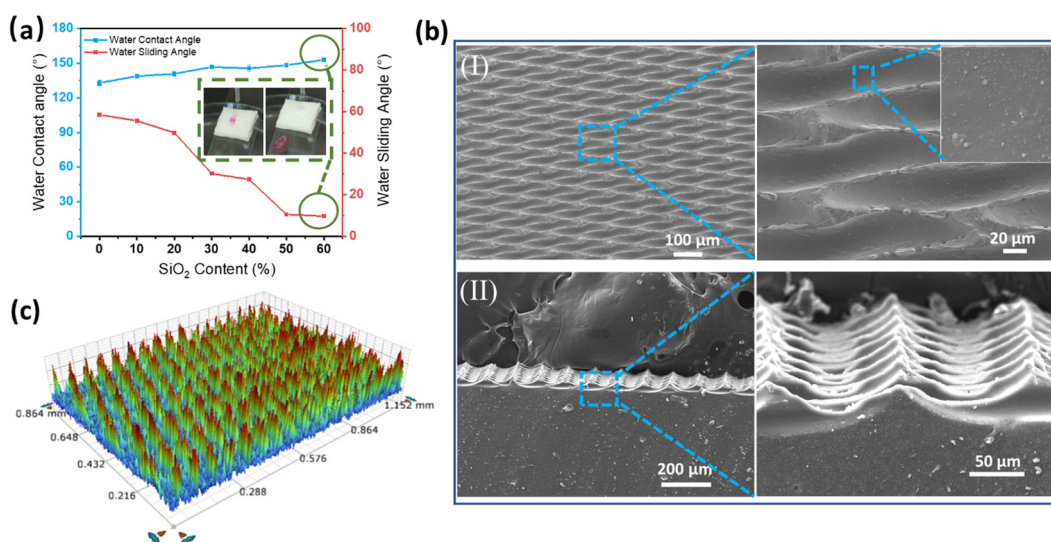 (a)
180
150
120
90
60
30
0
Water Contact angle (°)
Water Contact Angle
Water Sliding Angle
100
80
60
40
20
0
Water Sliding Angle (°)
0 10 20 30 40 50 60
SiO₂ Content (%)
(b)
(I)
100 µm
20 µm
(II)
200 µm
50 µm
(c)
0.864 mm
0.648
0.432
0.216
1.152 mm
0.864
0.576
0.288